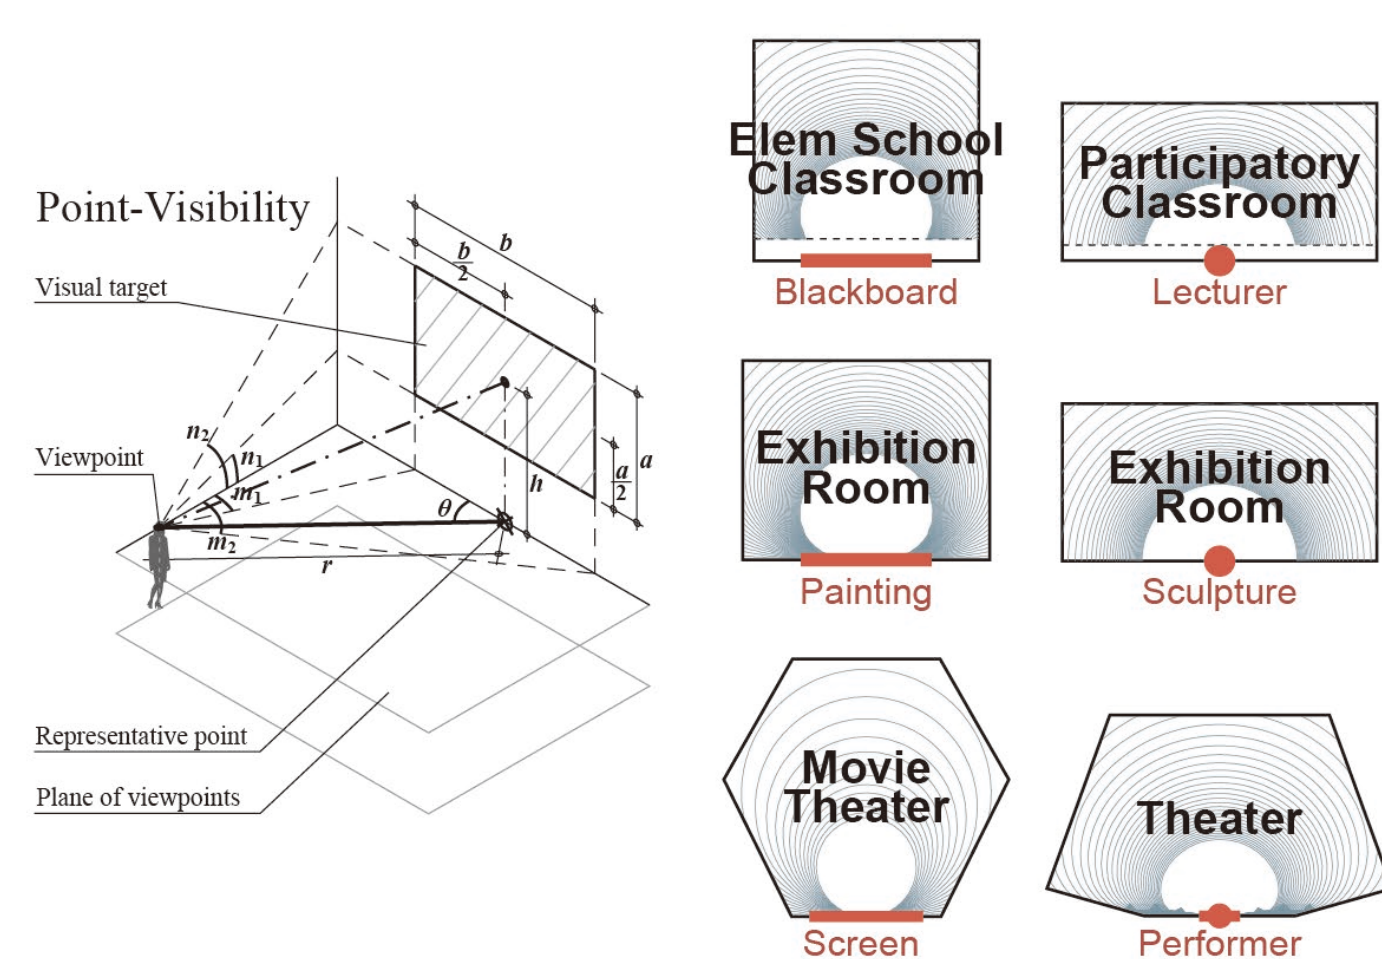 Point-Visibility
Visual target
Viewpoint
Representative point
Plane of viewpoints
b
b
2
n2
n1
m1
m2
θ
r
h
a
2
a
Elem School
Classroom
Blackboard
Participatory
Classroom
Lecturer
Exhibition
Room
Painting
Exhibition
Room
Sculpture
Movie
Theater
Screen
Theater
Performer